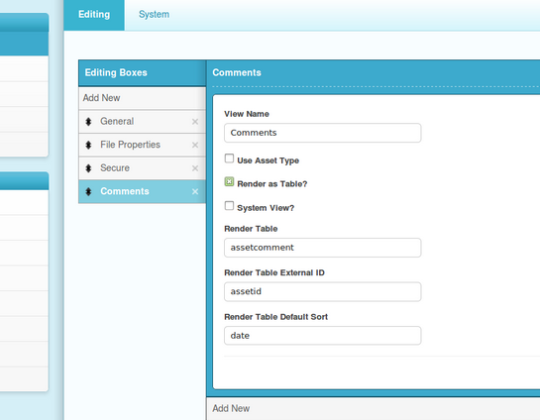 Editing System
Editing Boxes
Add New
General ×
File Properties ×
Secure ×
Comments ×
Comments
View Name
Comments
Use Asset Type
Render as Table?
System View?
Render Table
assetcomment
Render Table External ID
assetid
Render Table Default Sort
date
Add New